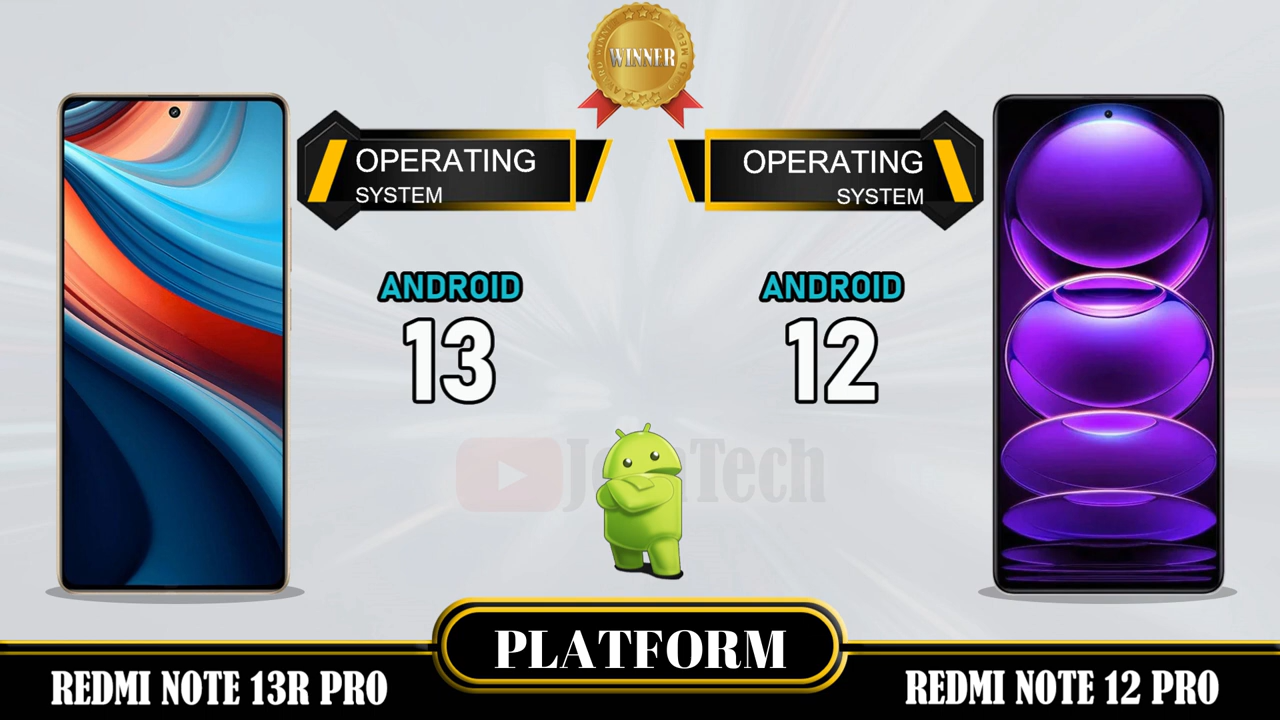 WINNER
OPERATING
SYSTEM
OPERATING
SYSTEM
ANDROID
13
ANDROID
12
PLATFORM
REDMI NOTE 13R PRO
REDMI NOTE 12 PRO